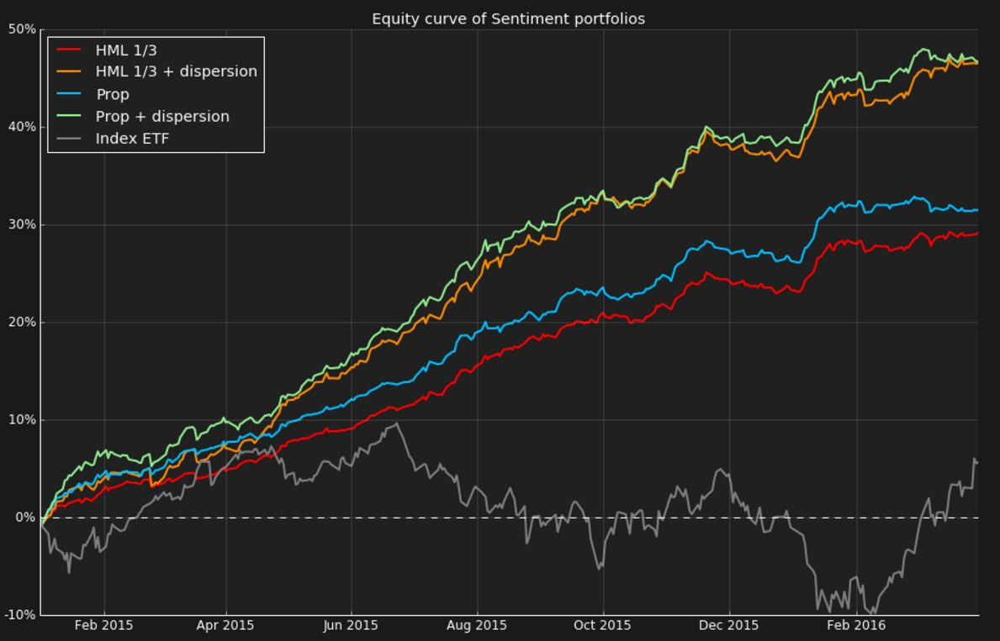 Equity curve of Sentiment portfolios
50%
40%
30%
20%
10%
0%
-10%
HML 1/3
HML 1/3 + dispersion
Prop
Prop + dispersion
Index ETF
Feb 2015
Apr 2015
Jun 2015
Aug 2015
Oct 2015
Dec 2015
Feb 2016